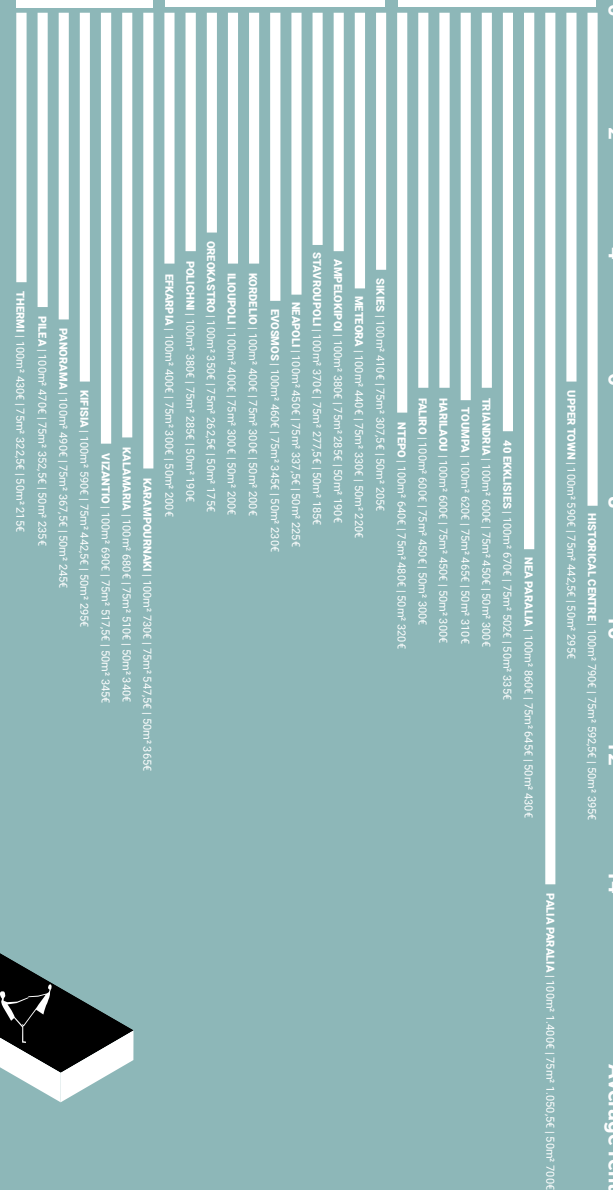 HISTORICAL CENTRE | 100m² 790€ | 75m² 592,5€ | 50m² 395€
UPPER TOWN | 100m² 590€ | 75m² 442,5€ | 50m² 295€
PALIA PARALIA | 100m² 1.400€ | 75m² 1.050,5€ | 50m² 700€
NEA PARALIA | 100m² 860€ | 75m² 645€ | 50m² 430€
40 EKKLISIES | 100m² 670€ | 75m² 502€ | 50m² 335€
TRIANDRIA | 100m² 600€ | 75m² 450€ | 50m² 300€
TOUMPA | 100m² 620€ | 75m² 465€ | 50m² 310€
HARILAOU | 100m² 600€ | 75m² 450€ | 50m² 300€
FALIRO | 100m² 600€ | 75m² 450€ | 50m² 300€
NTEPO | 100m² 640€ | 75m² 480€ | 50m² 320€
SIKIES | 100m² 410€ | 75m² 307,5€ | 50m² 205€
METEORA | 100m² 440€ | 75m² 330€ | 50m² 220€
AMPELOKIPOI | 100m² 380€ | 75m² 285€ | 50m² 190€
STAVROUPOLI | 100m² 370€ | 75m² 277,5€ | 50m² 185€
NEAPOLI | 100m² 450€ | 75m² 337,5€ | 50m² 225€
EVOSMOS | 100m² 460€ | 75m² 345€ | 50m² 230€
KORDELIO | 100m² 400€ | 75m² 300€ | 50m² 200€
ILIOUPOLI | 100m² 400€ | 75m² 300€ | 50m² 200€
OREOKASTRO | 100m² 350€ | 75m² 262,5€ | 50m² 175€
POLICHNI | 100m² 380€ | 75m² 285€ | 50m² 190€
EFKARPIA | 100m² 400€ | 75m² 300€ | 50m² 200€
KARAMPOURNAKI | 100m² 730€ | 75m² 547,5€ | 50m² 365€
KALAMARIA | 100m² 680€ | 75m² 510€ | 50m² 340€
VIZANTIO | 100m² 690€ | 75m² 517,5€ | 50m² 345€
KIFISIA | 100m² 590€ | 75m² 442,5€ | 50m² 295€
PANORAMA | 100m² 490€ | 75m² 367,5€ | 50m² 245€
PILEA | 100m² 470€ | 75m² 352,5€ | 50m² 235€
THERMI | 100m² 430€ | 75m² 322,5€ | 50m² 215€